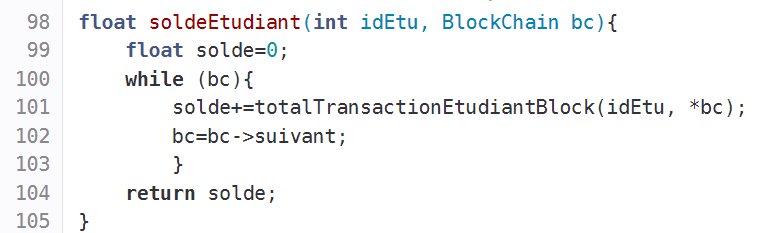 98 float soldeEtudiant(int idEtu, BlockChain bc){
99     float solde=0;
100     while (bc){
101         solde+=totalTransactionEtudiantBlock(idEtu, *bc);
102         bc=bc->suivant;
103         }
104     return solde;
105 }